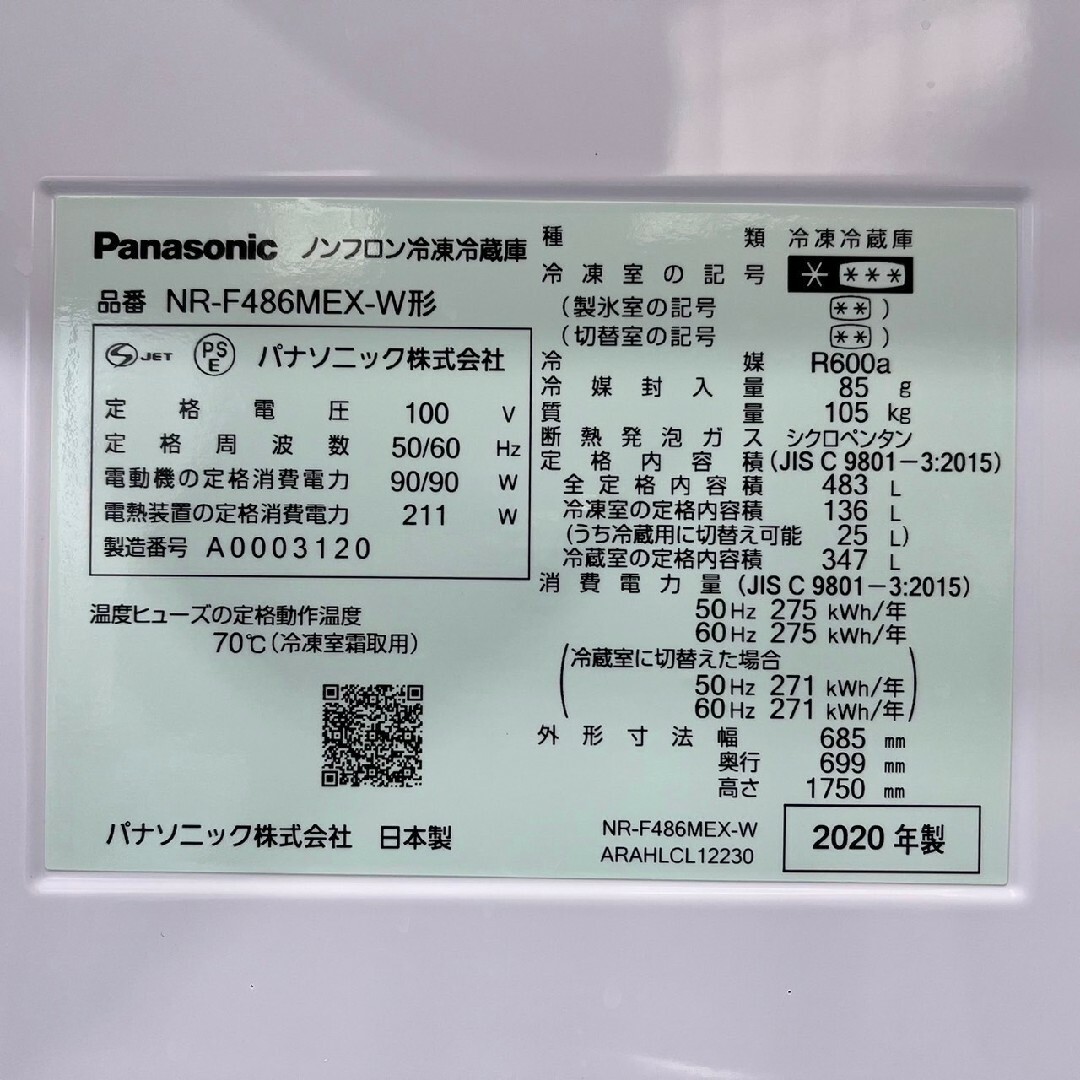 Panasonic ノンフロン冷凍冷蔵庫
品番 NR-F486MEX-W形
S JET PSE パナソニック株式会社
定格電圧 100 V
定格周波数 50/60 Hz
電動機の定格消費電力 90/90 W
電熱装置の定格消費電力 211 W
製造番号 A0003120
温度ヒューズの定格動作温度
70℃(冷凍室霜取用)
パナソニック株式会社 日本製
種類 冷凍冷蔵庫
冷凍室の記号 * ***
(製氷室の記号 **)
(切替室の記号 **)
冷媒 R600a
冷媒封入量 85 g
質量 105 kg
断熱発泡ガス シクロペンタン
定格内容積(JIS C 9801-3:2015)
全定格内容積 483 L
冷凍室の定格内容積 136 L
(うち冷蔵用に切替え可能 25 L)
冷蔵室の定格内容積 347 L
消費電力量(JIS C 9801-3:2015)
50Hz 275 kWh/年
60Hz 275 kWh/年
(冷蔵室に切替えた場合
50Hz 271 kWh/年
60Hz 271 kWh/年)
外形寸法幅 685 mm
奥行 699 mm
高さ 1750 mm
NR-F486MEX-W
ARAHLCL12230
2020年製